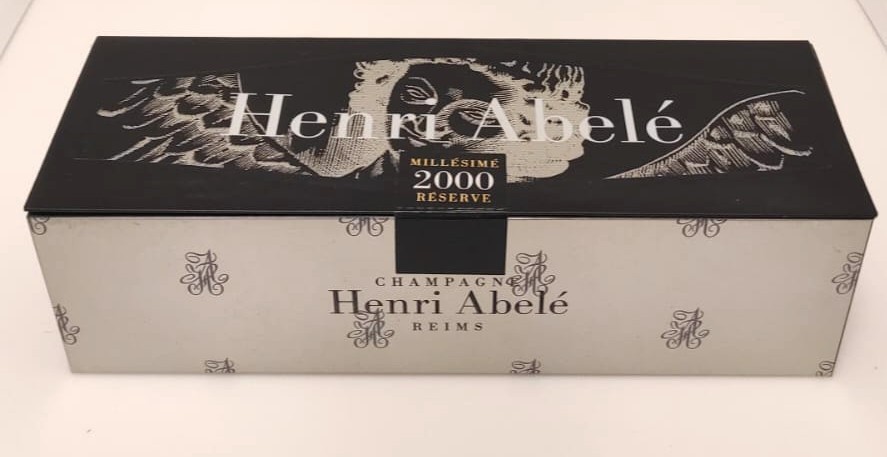 Henri Abelé
MILLÉSIMÉ
2000
RÉSERVE
CHAMPAGNE
Henri Abelé
REIMS